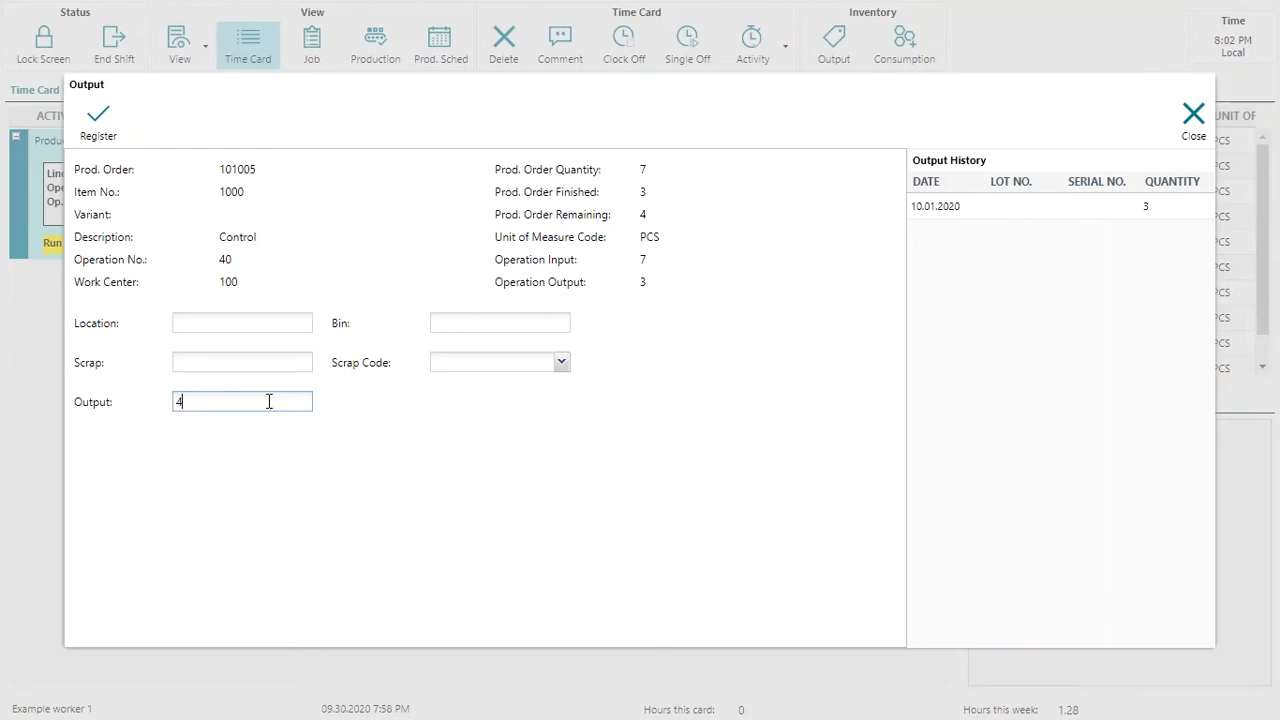 Status
View
Time Card
Inventory
Time
8:02 PM
Local
Lock Screen
End Shift
View
Time Card
Job
Production
Prod. Sched
Delete
Comment
Clock Off
Single Off
Activity
Output
Consumption
Time Card
Output
Register
Close
ACTI
UNIT OF
Produ
Line
Ope
Op.
Run
Prod. Order: 101005
Item No.: 1000
Variant:
Description: Control
Operation No.: 40
Work Center: 100
Prod. Order Quantity: 7
Prod. Order Finished: 3
Prod. Order Remaining: 4
Unit of Measure Code: PCS
Operation Input: 7
Operation Output: 3
Location:
Bin:
Scrap:
Scrap Code:
Output: 4
Output History
DATE LOT NO. SERIAL NO. QUANTITY
10.01.2020 3
PCS
PCS
PCS
PCS
PCS
PCS
PCS
PCS
PCS
PCS
Example worker 1
09.30.2020 7:58 PM
Hours this card: 0
Hours this week: 1.28